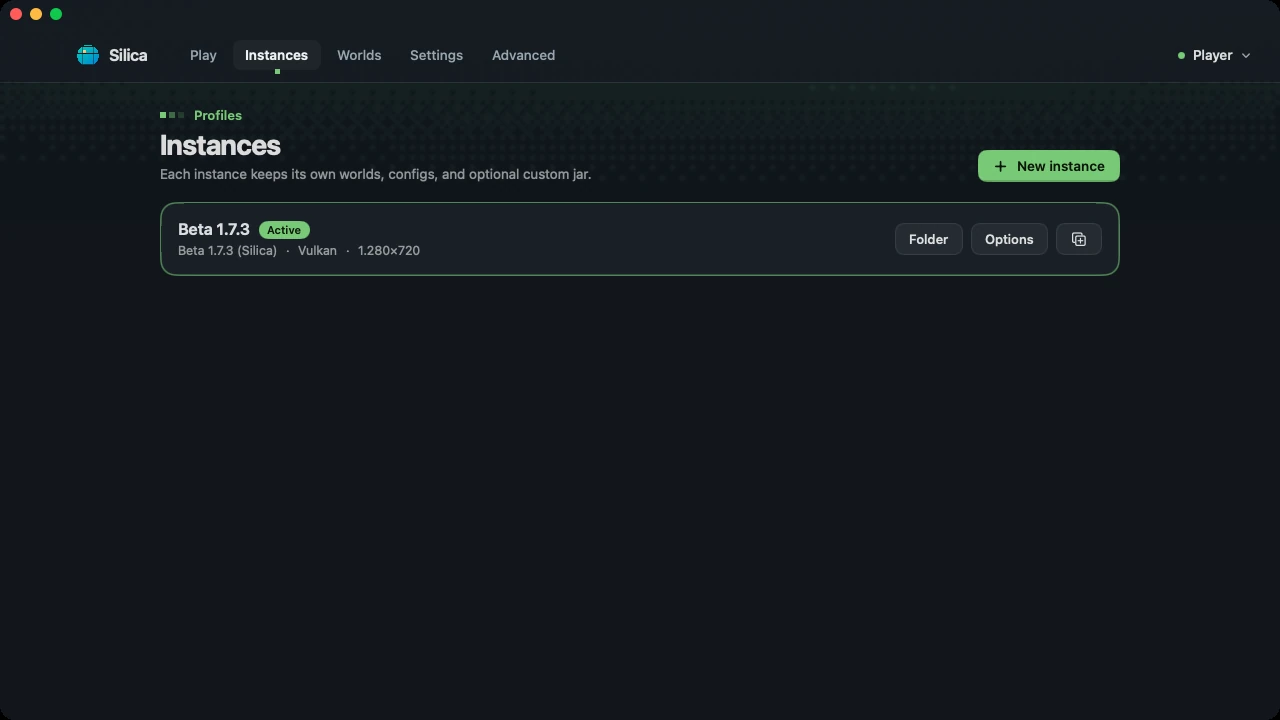 Silica
Play
Instances
Worlds
Settings
Advanced
Player
Profiles
Instances
Each instance keeps its own worlds, configs, and optional custom jar.
New instance
Beta 1.7.3 Active
Beta 1.7.3 (Silica) · Vulkan · 1.280×720
Folder
Options